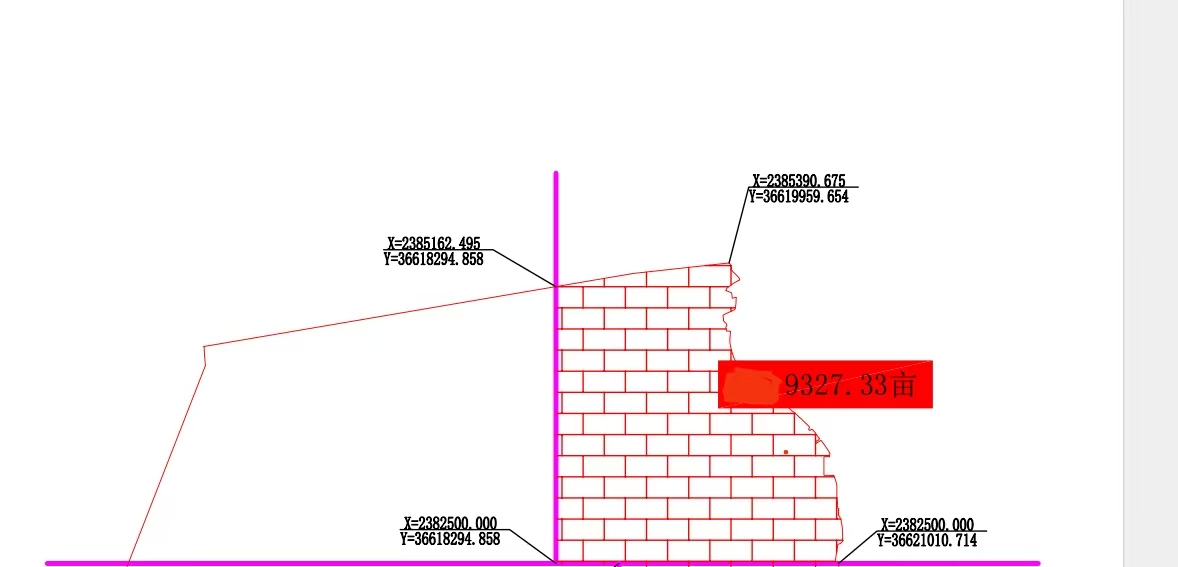 X=2385390.675
Y=36619959.654
X=2385162.495
Y=36618294.858
9327.33亩
X=2382500.000
Y=36618294.858
X=2382500.000
Y=36621010.714